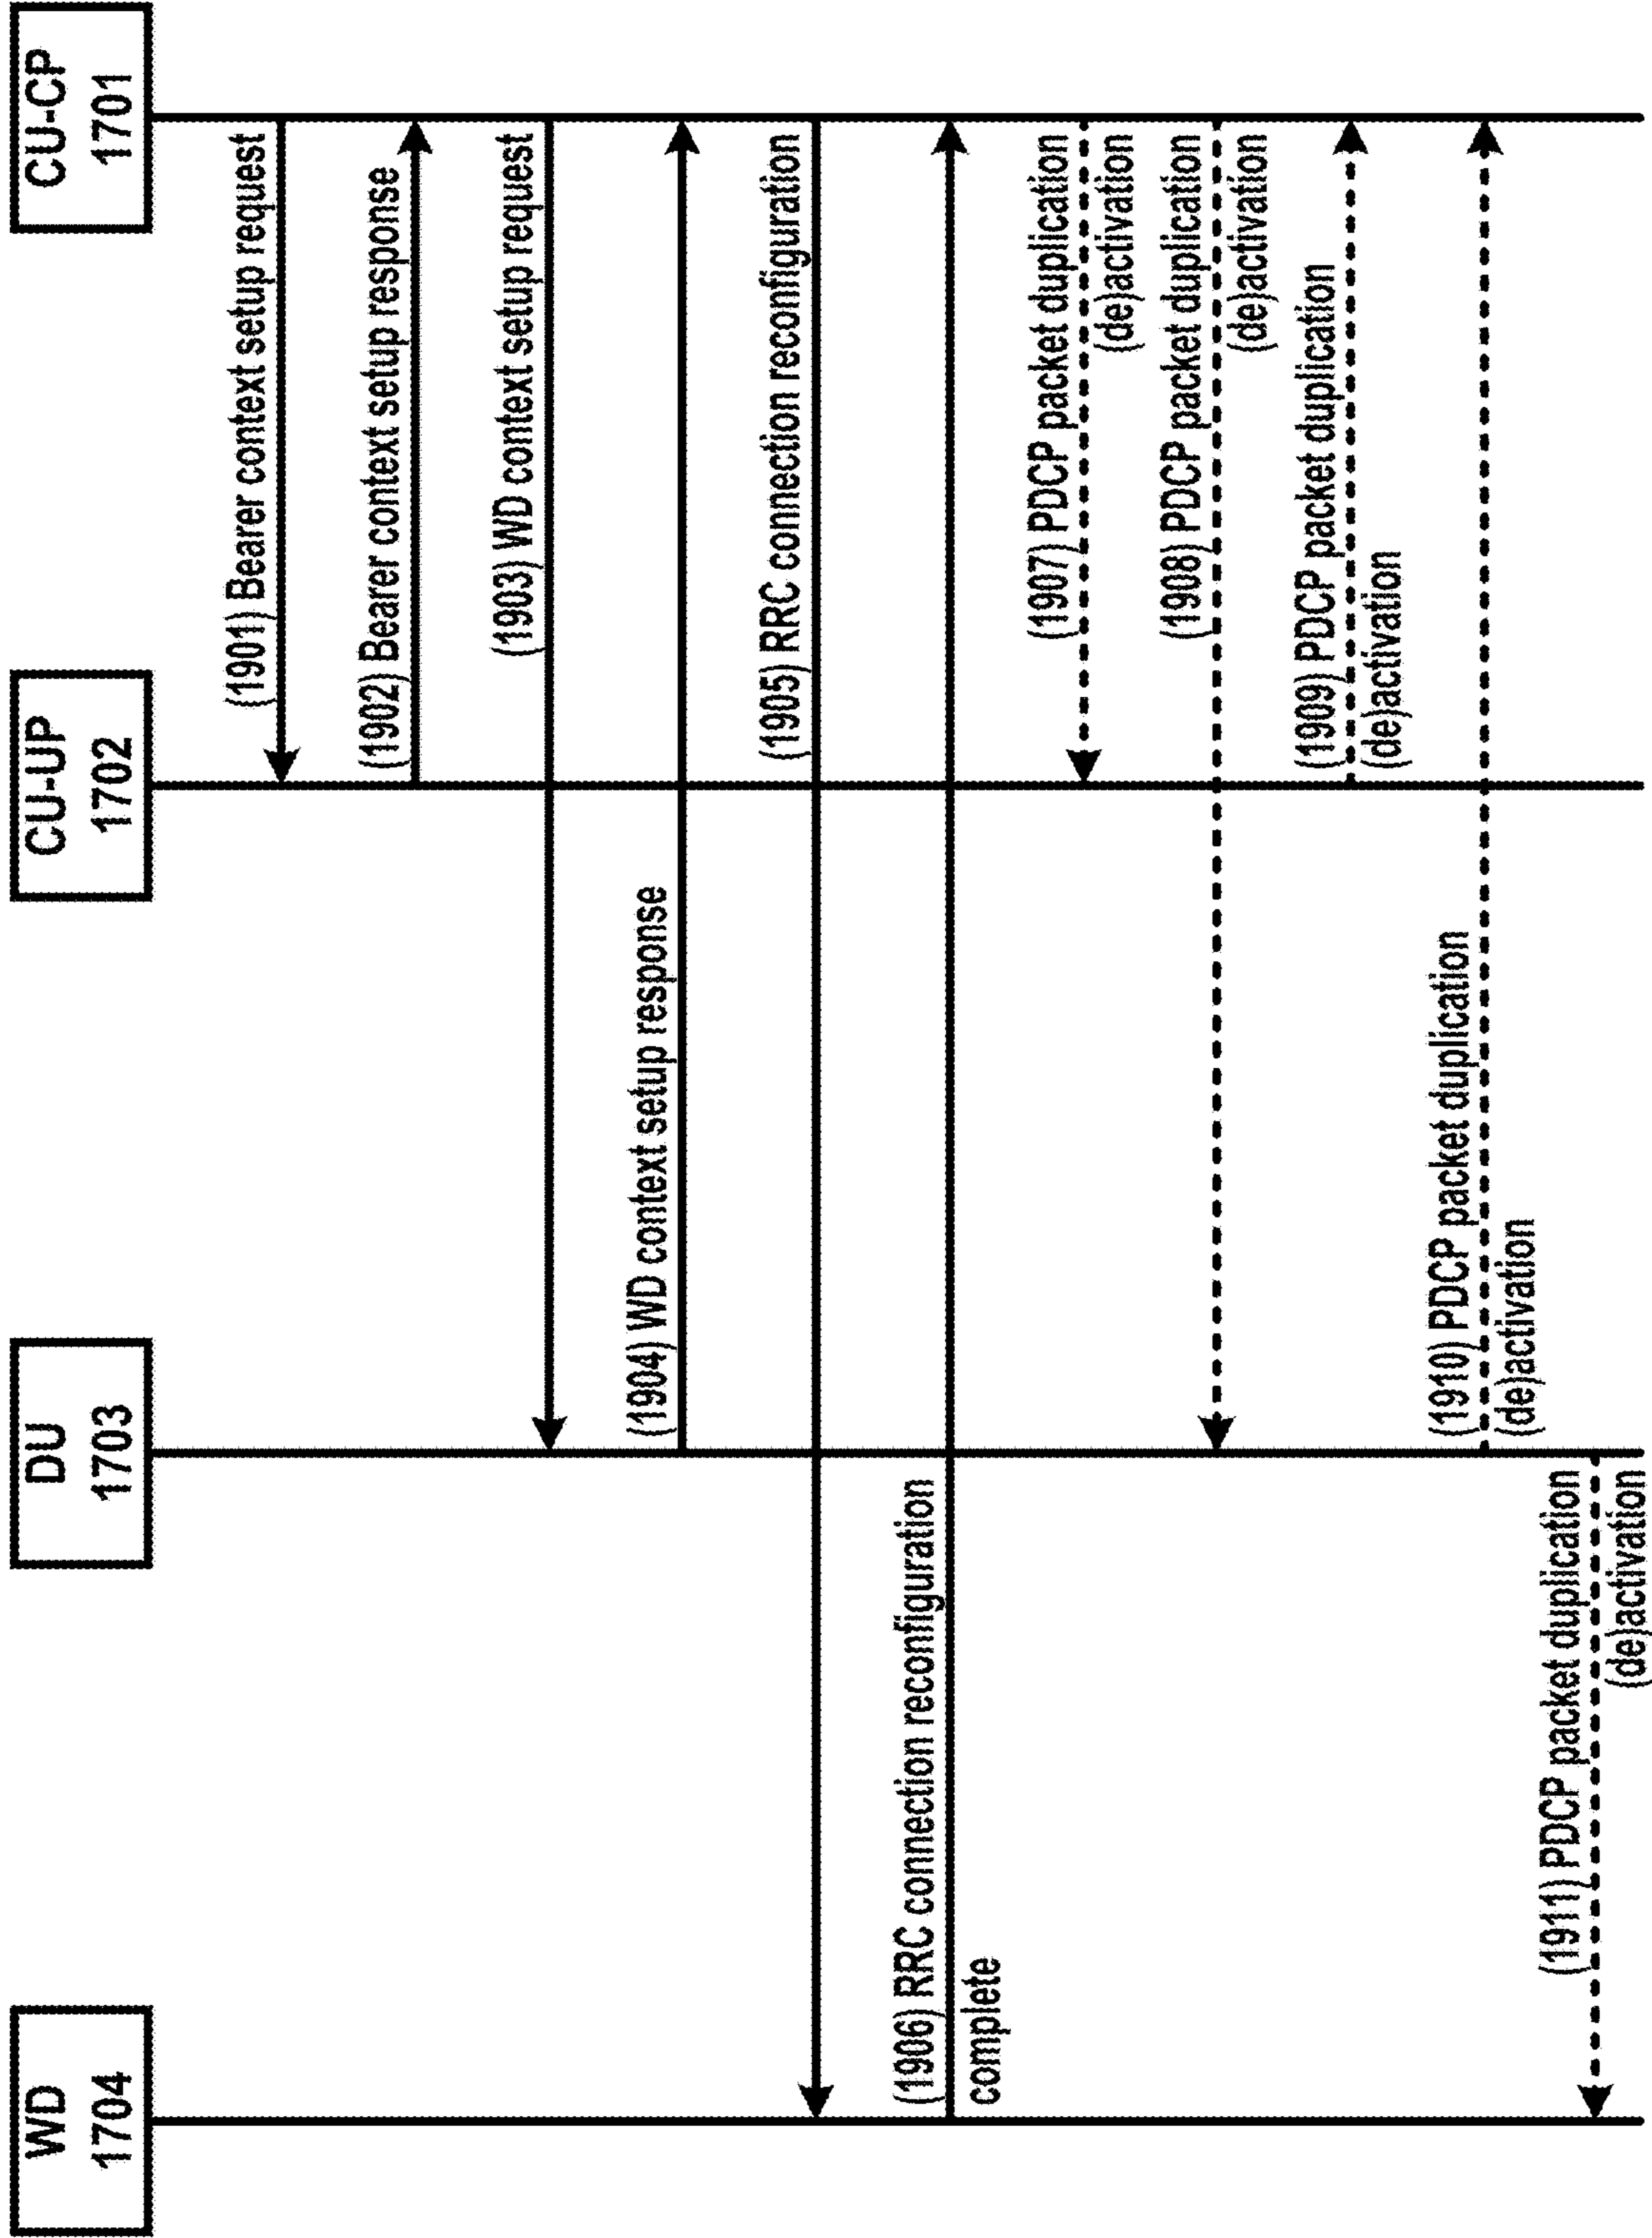 WD
1704
DU
1703
CU-UP
1702
CU-CP
1701
(1901) Bearer context setup request
(1902) Bearer context setup response
(1903) WD context setup request
(1904) WD context setup response
(1905) RRC connection reconfiguration
(1906) RRC connection reconfiguration
complete
(1907) PDCP packet duplication
(de)activation
(1908) PDCP packet duplication
(de)activation
(1909) PDCP packet duplication
(de)activation
(1910) PDCP packet duplication
(de)activation
(1911) PDCP packet duplication
(de)activation